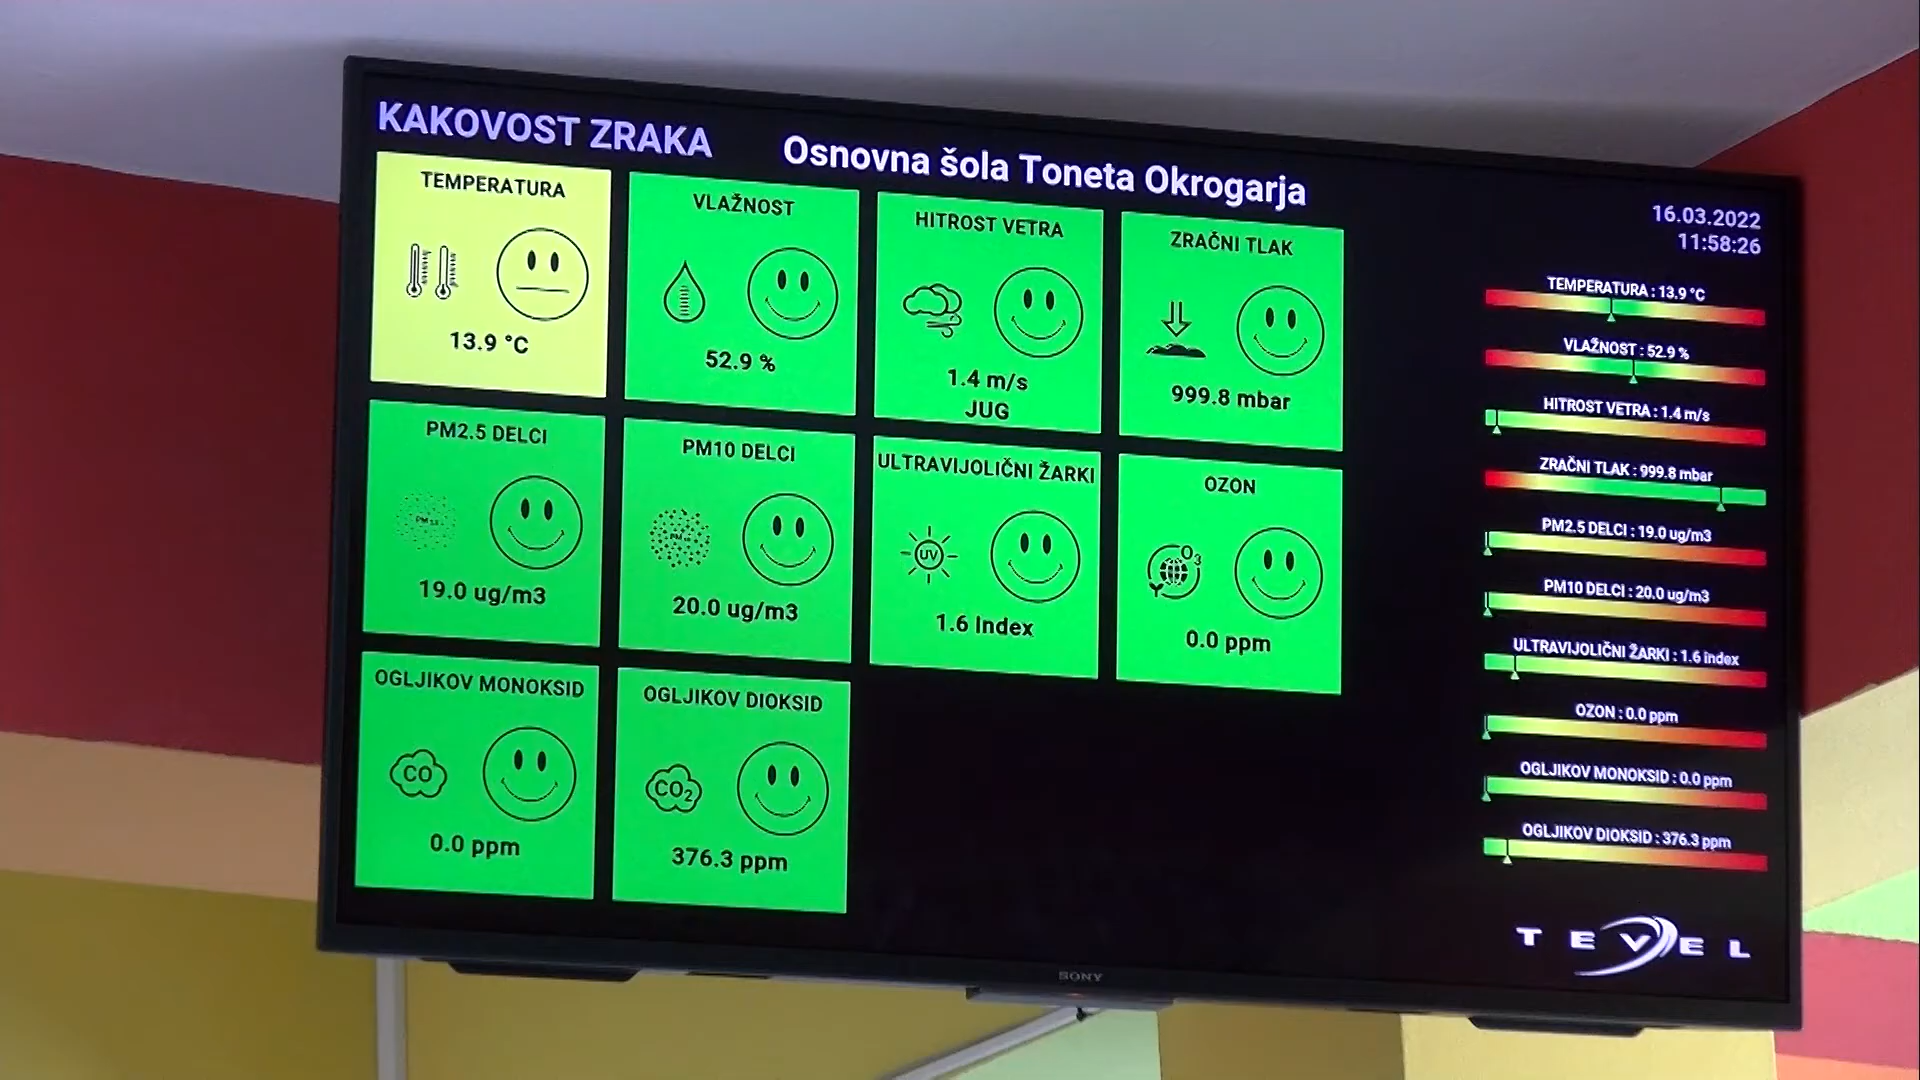 KAKOVOST ZRAKA
Osnovna šola Toneta Okrogarja
16.03.2022
11:58:26
TEMPERATURA
13.9 °C
VLAŽNOST
52.9 %
HITROST VETRA
1.4 m/s
JUG
ZRAČNI TLAK
999.8 mbar
PM2.5 DELCI
19.0 ug/m3
PM10 DELCI
20.0 ug/m3
ULTRAVIJOLIČNI ŽARKI
UV
1.6 Index
OZON
O3
0.0 ppm
OGLJIKOV MONOKSID
CO
0.0 ppm
OGLJIKOV DIOKSID
CO2
376.3 ppm
TEMPERATURA : 13.9 °C
VLAŽNOST : 52.9 %
HITROST VETRA : 1.4 m/s
ZRAČNI TLAK : 999.8 mbar
PM2.5 DELCI : 19.0 ug/m3
PM10 DELCI : 20.0 ug/m3
ULTRAVIJOLIČNI ŽARKI : 1.6 index
OZON : 0.0 ppm
OGLJIKOV MONOKSID : 0.0 ppm
OGLJIKOV DIOKSID : 376.3 ppm
TEVEL
SONY